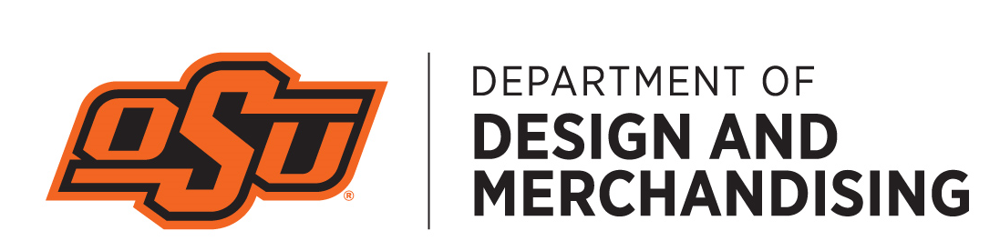 OSU
®
DEPARTMENT OF
DESIGN AND
MERCHANDISING